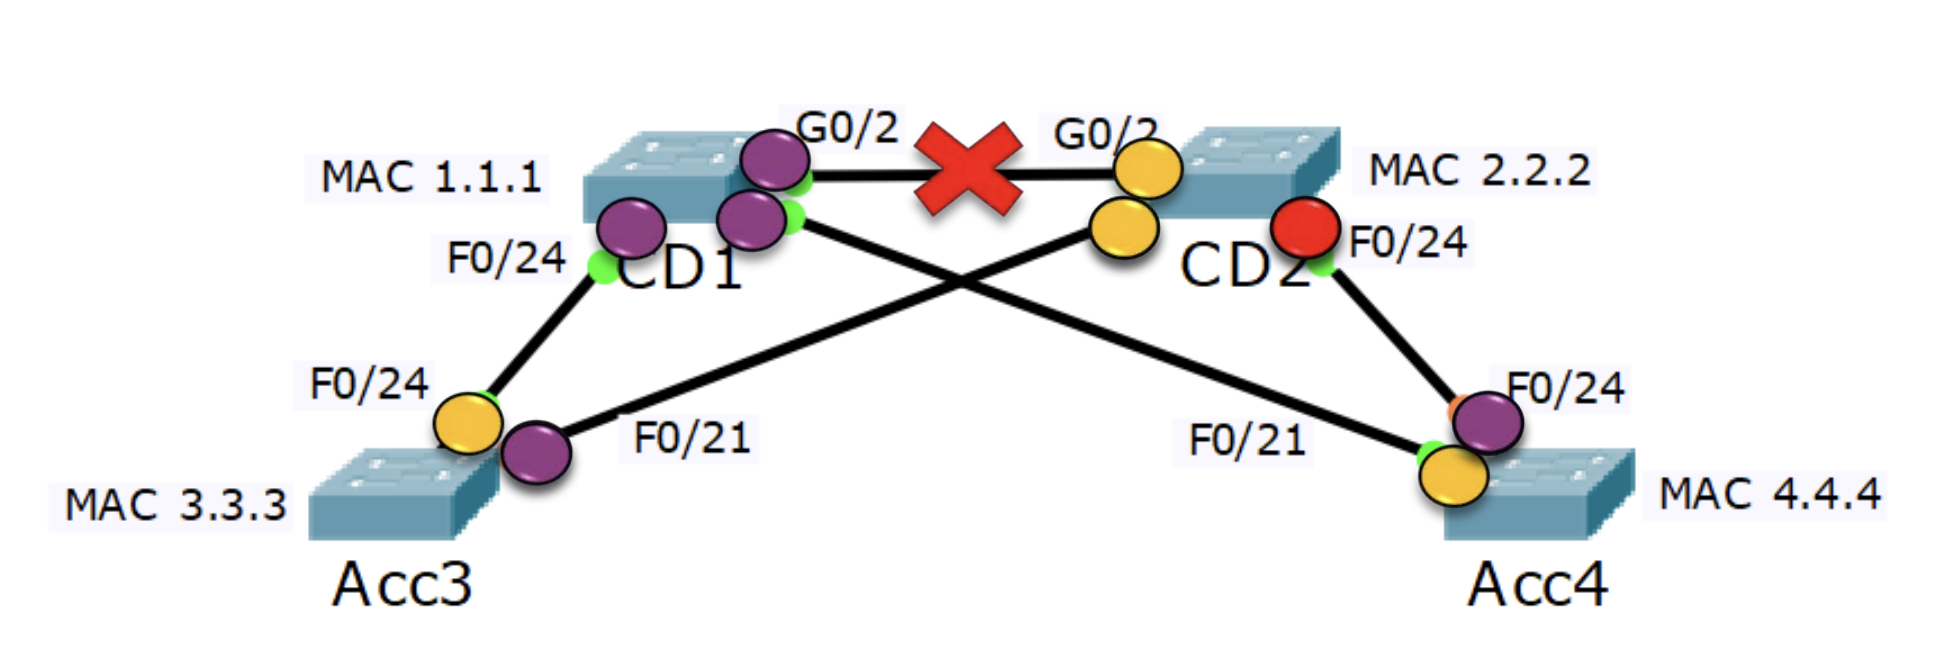 G0/2
G0/2
MAC 1.1.1
MAC 2.2.2
F0/24
CD1
CD2
F0/24
F0/24
F0/24
F0/21
F0/21
MAC 3.3.3
MAC 4.4.4
Acc3
Acc4